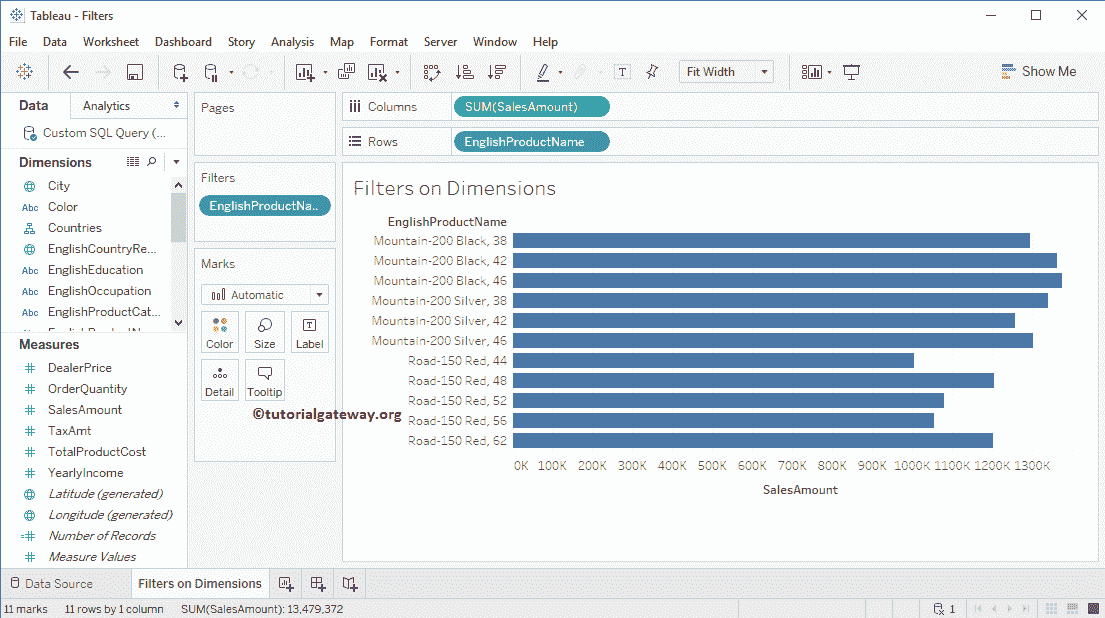 Tableau - Filters
File Data Worksheet Dashboard Story Analysis Map Format Server Window Help
T Fit Width Show Me
Data Analytics
Custom SQL Query (...
Dimensions
City
Abc Color
Countries
EnglishCountryRe...
Abc EnglishEducation
Abc EnglishOccupation
Abc EnglishProductCat...
Measures
DealerPrice
OrderQuantity
SalesAmount
TaxAmt
TotalProductCost
YearlyIncome
Latitude (generated)
Longitude (generated)
Number of Records
Measure Values
Pages
Filters
EnglishProductNa..
Marks
Automatic
Color Size Label
Detail Tooltip
©tutorialgateway.org
Columns SUM(SalesAmount)
Rows EnglishProductName
Filters on Dimensions
EnglishProductName
Mountain-200 Black, 38
Mountain-200 Black, 42
Mountain-200 Black, 46
Mountain-200 Silver, 38
Mountain-200 Silver, 42
Mountain-200 Silver, 46
Road-150 Red, 44
Road-150 Red, 48
Road-150 Red, 52
Road-150 Red, 56
Road-150 Red, 62
0K 100K 200K 300K 400K 500K 600K 700K 800K 900K 1000K 1100K 1200K 1300K
SalesAmount
Data Source Filters on Dimensions
11 marks 11 rows by 1 column SUM(SalesAmount): 13,479,372 1